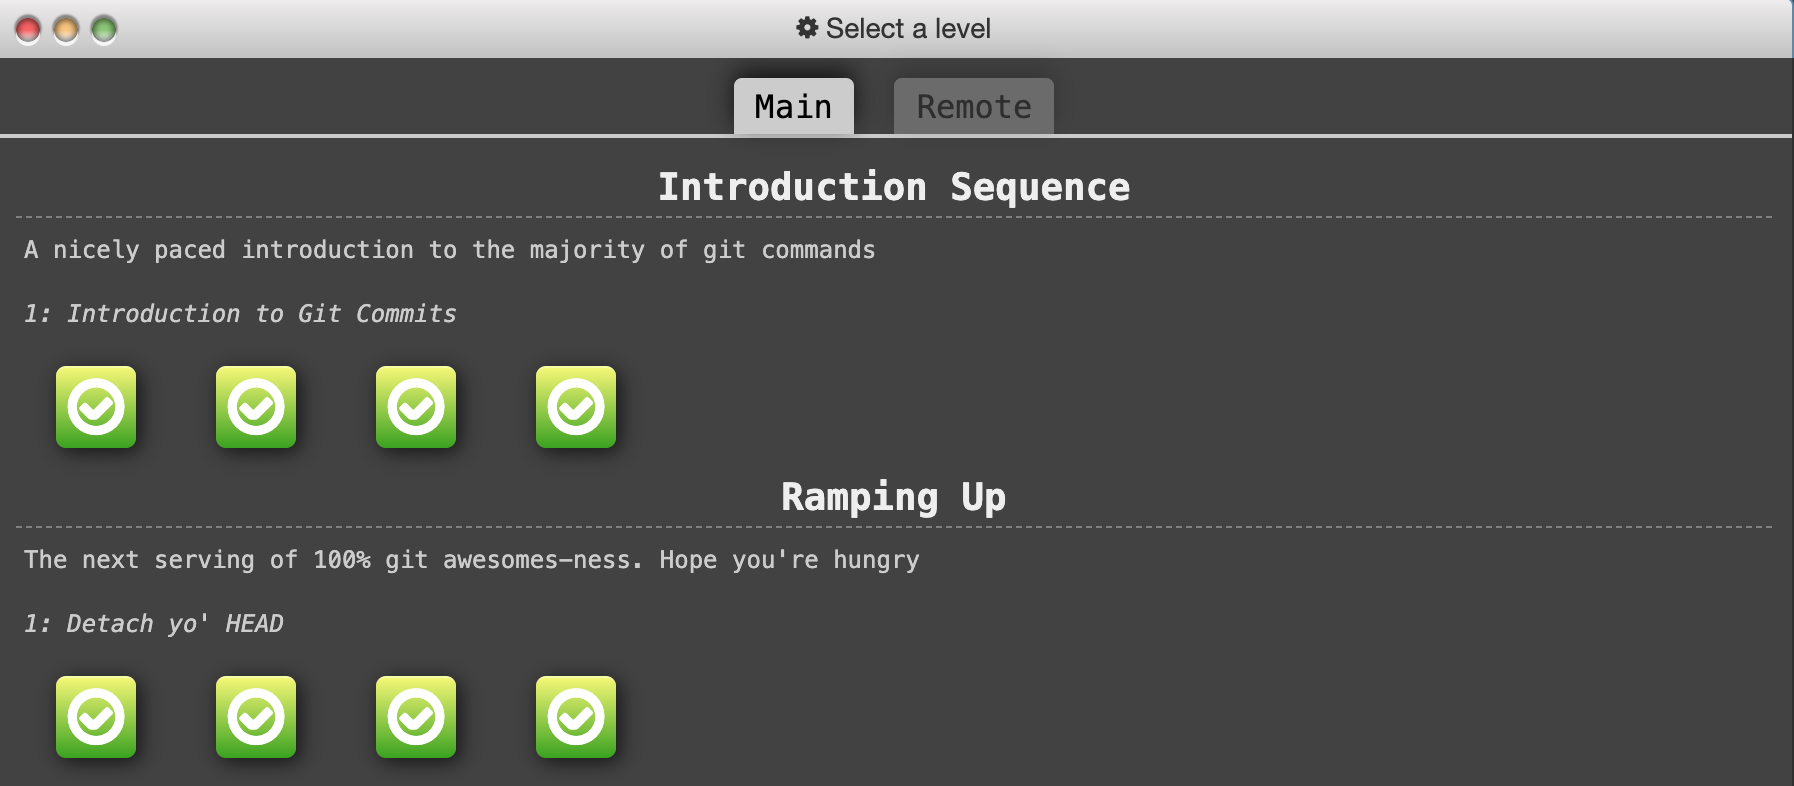 Select a level
Main Remote
Introduction Sequence
A nicely paced introduction to the majority of git commands
1: Introduction to Git Commits
Ramping Up
The next serving of 100% git awesomes-ness. Hope you're hungry
1: Detach yo' HEAD